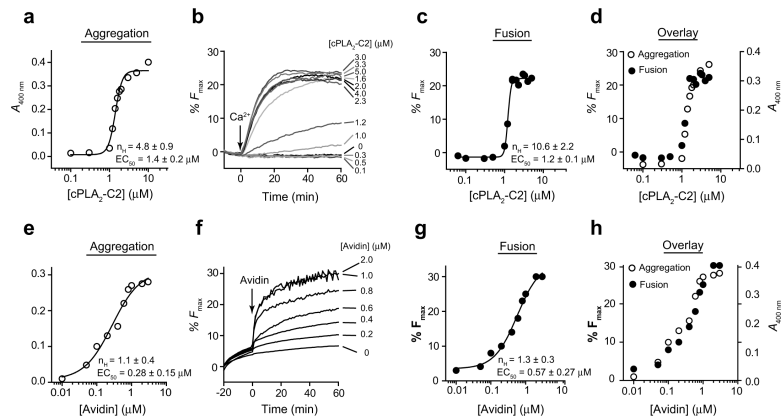 a
Aggregation
A400 nm
0.4
0.3
0.2
0.1
0.0
nH = 4.8 ± 0.9
EC50 = 1.4 ± 0.2 µM
0.1 1 10
[cPLA2-C2] (µM)
b
[cPLA2-C2] (µM)
% Fmax
30
20
10
0
-10
Ca2+
3.0
3.3
5.0
1.6
2.0
4.0
2.3
1.2
1.0
0
0.3
0.5
0.1
0 20 40 60
Time (min)
c
Fusion
% Fmax
30
20
10
0
nH = 10.6 ± 2.2
EC50 = 1.2 ± 0.1 µM
0.1 1 10
[cPLA2-C2] (µM)
d
Overlay
Aggregation
Fusion
% Fmax
30
20
10
0
0.4
0.3
0.2
0.1
0.0
A400 nm
0.1 1 10
[cPLA2-C2] (µM)
e
Aggregation
0.3
0.2
0.1
0.0
nH = 1.1 ± 0.4
EC50 = 0.28 ± 0.15 µM
0.01 0.1 1 10
[Avidin] (µM)
f
[Avidin] (µM)
% Fmax
40
30
20
10
0
Avidin
2.0
1.0
0.8
0.6
0.4
0.2
0
-20 0 20 40 60
Time (min)
g
Fusion
% Fmax
30
20
10
0
nH = 1.3 ± 0.3
EC50 = 0.57 ± 0.27 µM
0.01 0.1 1 10
[Avidin] (µM)
h
Overlay
Aggregation
Fusion
% Fmax
30
20
10
0
0.4
0.3
0.2
0.1
0.0
A400 nm
0.01 0.1 1 10
[Avidin] (µM)